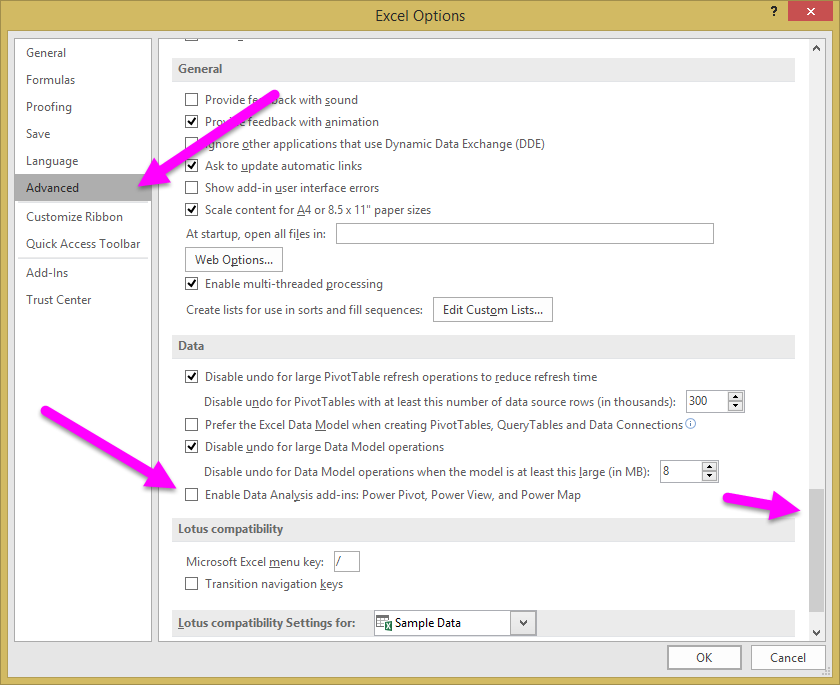 Excel Options
?
General
Formulas
Proofing
Save
Language
Advanced
Customize Ribbon
Quick Access Toolbar
Add-Ins
Trust Center
General
Provide feedback with sound
Provide feedback with animation
Ignore other applications that use Dynamic Data Exchange (DDE)
Ask to update automatic links
Show add-in user interface errors
Scale content for A4 or 8.5 x 11" paper sizes
At startup, open all files in:
Web Options...
Enable multi-threaded processing
Create lists for use in sorts and fill sequences: Edit Custom Lists...
Data
Disable undo for large PivotTable refresh operations to reduce refresh time
Disable undo for PivotTables with at least this number of data source rows (in thousands): 300
Prefer the Excel Data Model when creating PivotTables, QueryTables and Data Connections
Disable undo for large Data Model operations
Disable undo for Data Model operations when the model is at least this large (in MB): 8
Enable Data Analysis add-ins: Power Pivot, Power View, and Power Map
Lotus compatibility
Microsoft Excel menu key: /
Transition navigation keys
Lotus compatibility Settings for: Sample Data
OK Cancel